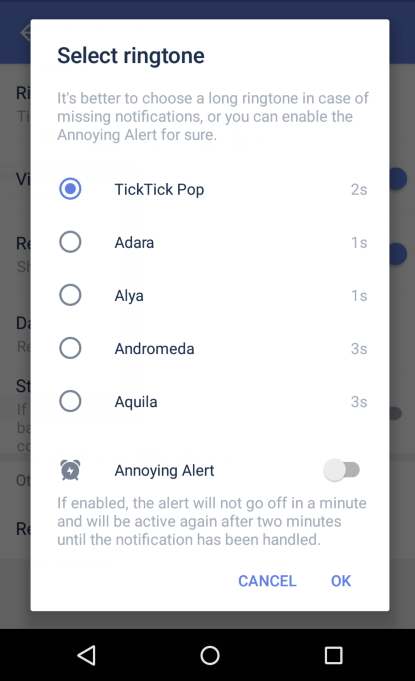 Select ringtone
It's better to choose a long ringtone in case of
missing notifications, or you can enable the
Annoying Alert for sure.
TickTick Pop 2s
Adara 1s
Alya 1s
Andromeda 3s
Aquila 3s
Annoying Alert
If enabled, the alert will not go off in a minute
and will be active again after two minutes
until the notification has been handled.
CANCEL OK